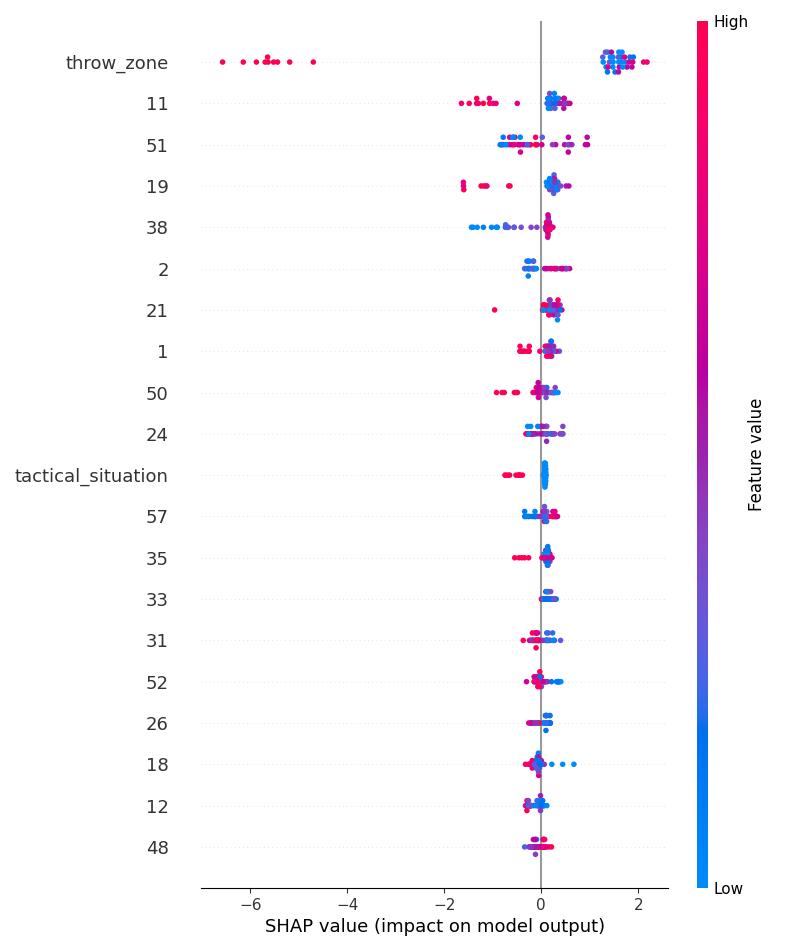 High
throw_zone
11
51
19
38
2
21
1
50
24
tactical_situation
57
35
33
31
52
26
18
12
48
Feature value
Low
−6 −4 −2 0 2
SHAP value (impact on model output)